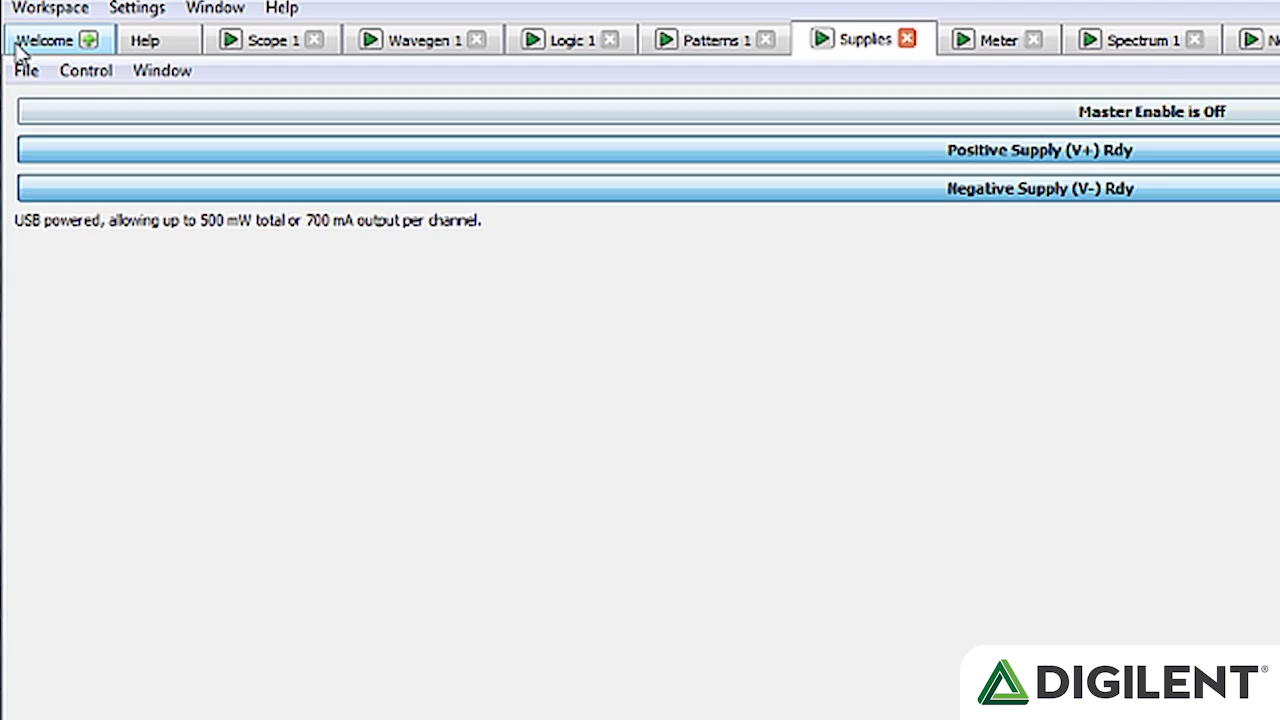 Workspace Settings Window Help
Welcome Help Scope 1 Wavegen 1 Logic 1 Patterns 1 Supplies Meter Spectrum 1
File Control Window
Master Enable is Off
Positive Supply (V+) Rdy
Negative Supply (V-) Rdy
USB powered, allowing up to 500 mW total or 700 mA output per channel.
DIGILENT®